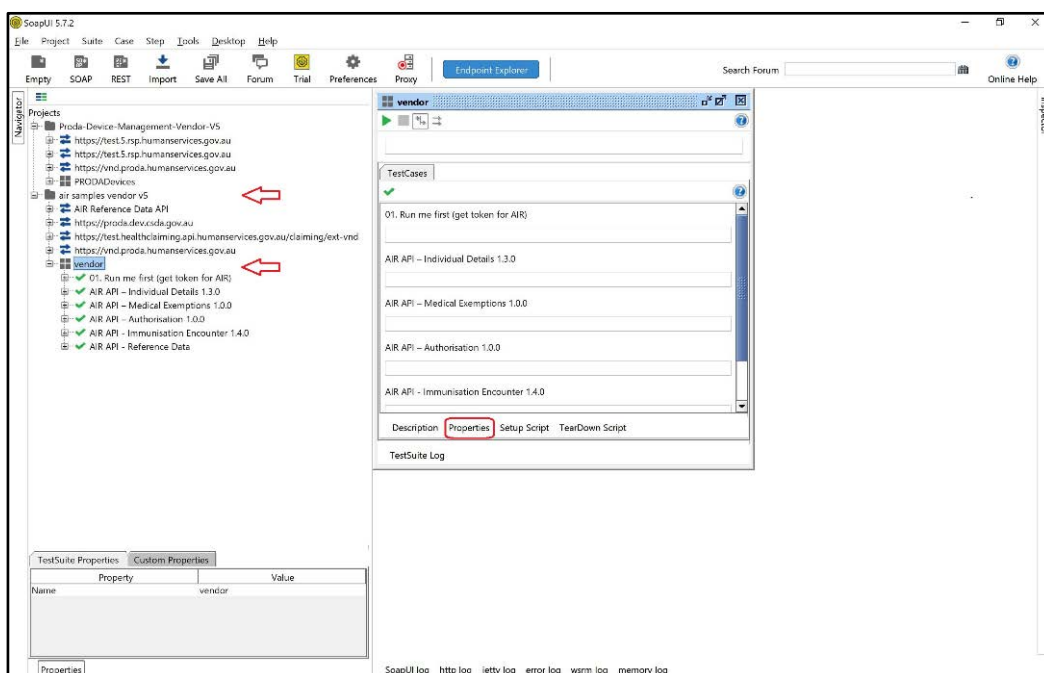 SoapUI 5.7.2
File Project Suite Case Step Tools Desktop Help
Empty SOAP REST Import Save All Forum Trial Preferences Proxy Endpoint Explorer Search Forum Online Help
Navigator
Projects
Proda-Device-Management-Vendor-V5
https://test.5.rsp.humanservices.gov.au
https://test.5.rsp.humanservices.gov.au
https://vnd.proda.humanservices.gov.au
PRODADevices
air samples vendor v5
AIR Reference Data API
https://proda.dev.csda.gov.au
https://test.healthclaiming.api.humanservices.gov.au/claiming/ext-vnd
https://vnd.proda.humanservices.gov.au
vendor
01. Run me first (get token for AIR)
AIR API – Individual Details 1.3.0
AIR API – Medical Exemptions 1.0.0
AIR API – Authorisation 1.0.0
AIR API - Immunisation Encounter 1.4.0
AIR API - Reference Data
vendor
TestCases
01. Run me first (get token for AIR)
AIR API – Individual Details 1.3.0
AIR API – Medical Exemptions 1.0.0
AIR API – Authorisation 1.0.0
AIR API - Immunisation Encounter 1.4.0
Description Properties Setup Script TearDown Script
TestSuite Log
TestSuite Properties Custom Properties
Property Value
Name vendor
Properties
SoapUI log http log jetty log error log wsrm log memory log